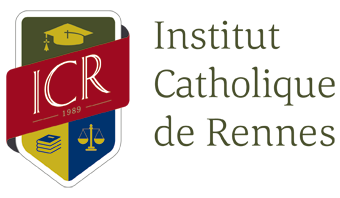 ICR
1989
Institut
Catholique
de Rennes